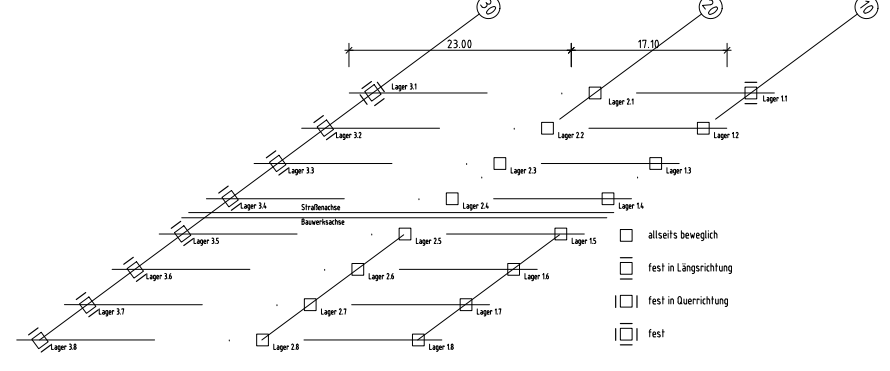 30
20
10
23.00
17.10
Lager 3.1
Lager 2.1
Lager 1.1
Lager 3.2
Lager 2.2
Lager 1.2
Lager 3.3
Lager 2.3
Lager 1.3
Lager 3.4
Lager 2.4
Lager 1.4
Straßenachse
Bauwerksachse
Lager 3.5
Lager 2.5
Lager 1.5
allseits beweglich
Lager 3.6
Lager 2.6
Lager 1.6
fest in Längsrichtung
Lager 3.7
Lager 2.7
Lager 1.7
fest in Querrichtung
Lager 3.8
Lager 2.8
Lager 1.8
fest